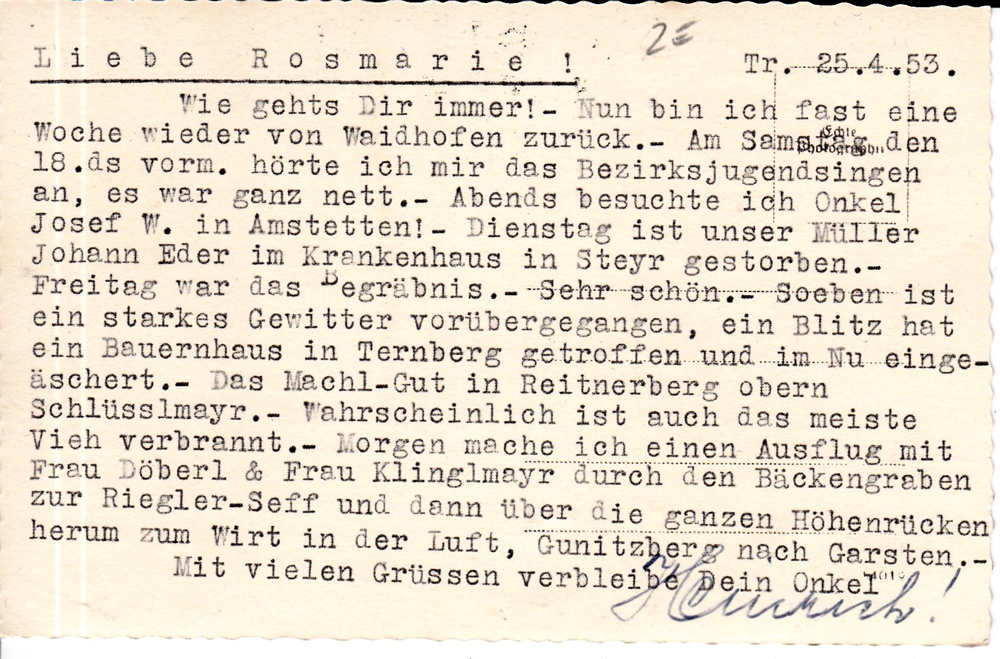 2=
Liebe Rosmarie ! Tr. 25.4.53.
Wie gehts Dir immer!- Nun bin ich fast eine
Woche wieder von Waidhofen zurück.- Am Samstag den
Echte
Photographie
18.ds vorm. hörte ich mir das Bezirksjugendsingen
an, es war ganz nett.- Abends besuchte ich Onkel
Josef W. in Amstetten!- Dienstag ist unser Müller
Johann Eder im Krankenhaus in Steyr gestorben.-
Freitag war das Begräbnis.- Sehr schön.- Soeben ist
ein starkes Gewitter vorübergegangen, ein Blitz hat
ein Bauernhaus in Ternberg getroffen und im Nu einge-
äschert.- Das Machl-Gut in Reitnerberg obern
Schlüsslmayr.- Wahrscheinlich ist auch das meiste
Vieh verbrannt.- Morgen mache ich einen Ausflug mit
Frau Döberl & Frau Klinglmayr durch den Bäckengraben
zur Riegler-Seff und dann über die ganzen Höhenrücken
herum zum Wirt in der Luft, Gunitzberg nach Garsten.-
Mit vielen Grüssen verbleibe Dein Onkel
Heinrich!